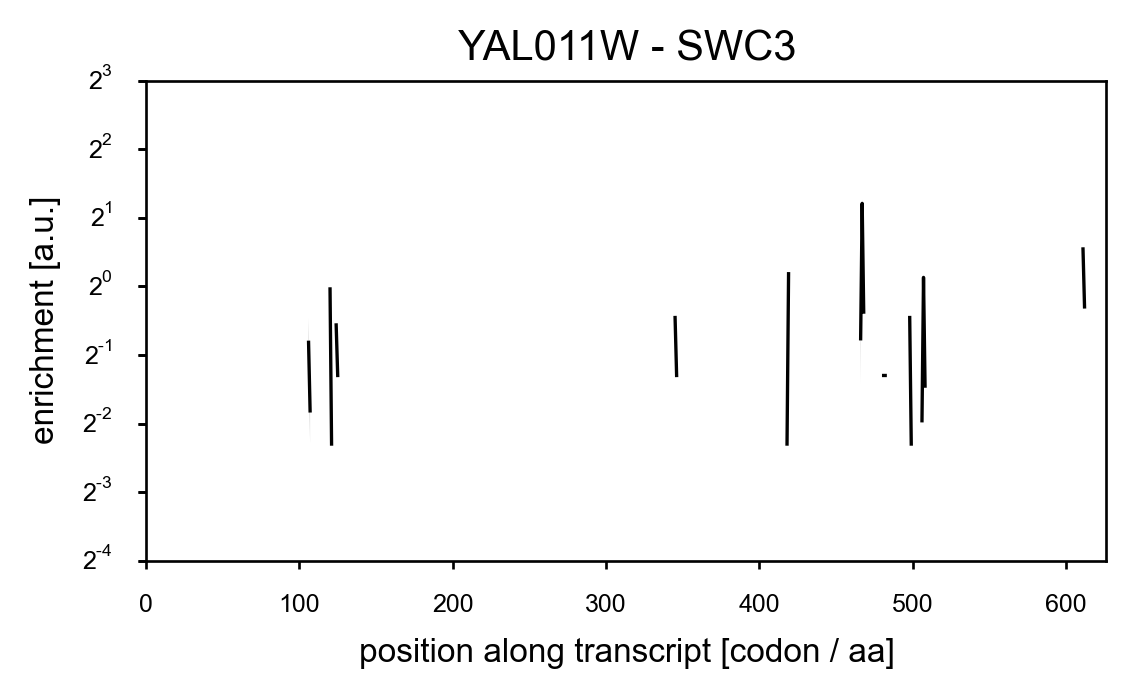 YAL011W - SWC3
enrichment [a.u.]
2^3
2^2
2^1
2^0
2^-1
2^-2
2^-3
2^-4
0 100 200 300 400 500 600
position along transcript [codon / aa]